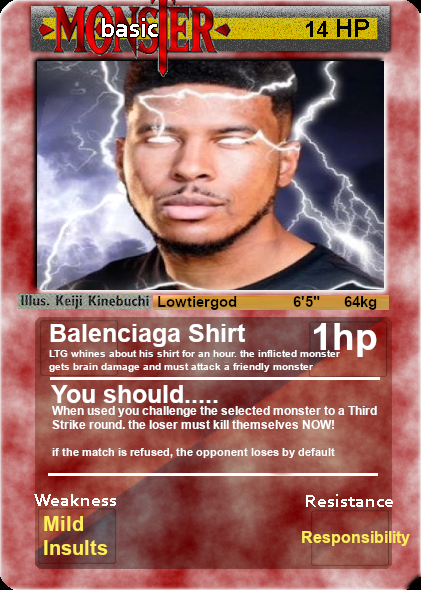 MONSTER
basic
14 HP
Illus. Keiji Kinebuchi Lowtiergod 6'5" 64kg
Balenciaga Shirt 1hp
LTG whines about his shirt for an hour. the inflicted monster
gets brain damage and must attack a friendly monster
You should.....
When used you challenge the selected monster to a Third
Strike round. the loser must kill themselves NOW!
if the match is refused, the opponent loses by default
Weakness
Mild
Insults
Resistance
Responsibility